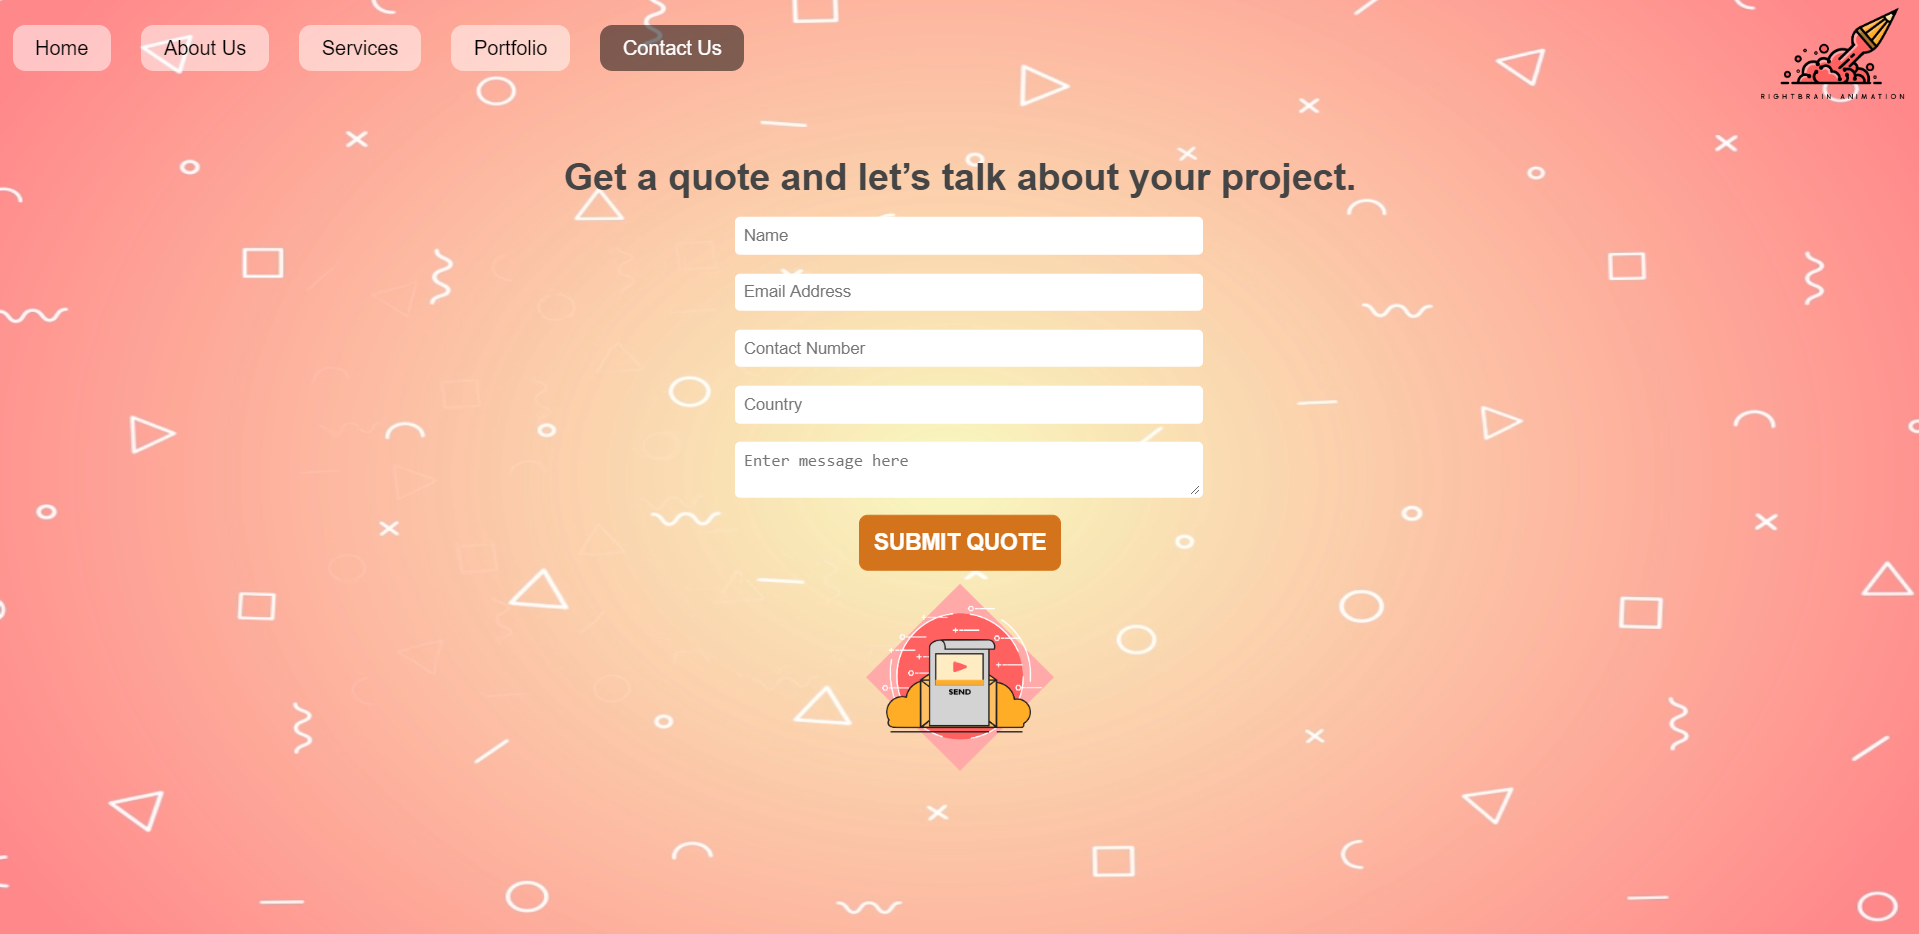 Home
About Us
Services
Portfolio
Contact Us
RIGHTBRAIN ANIMATION
Get a quote and let’s talk about your project.
Name
Email Address
Contact Number
Country
Enter message here
SUBMIT QUOTE
SEND